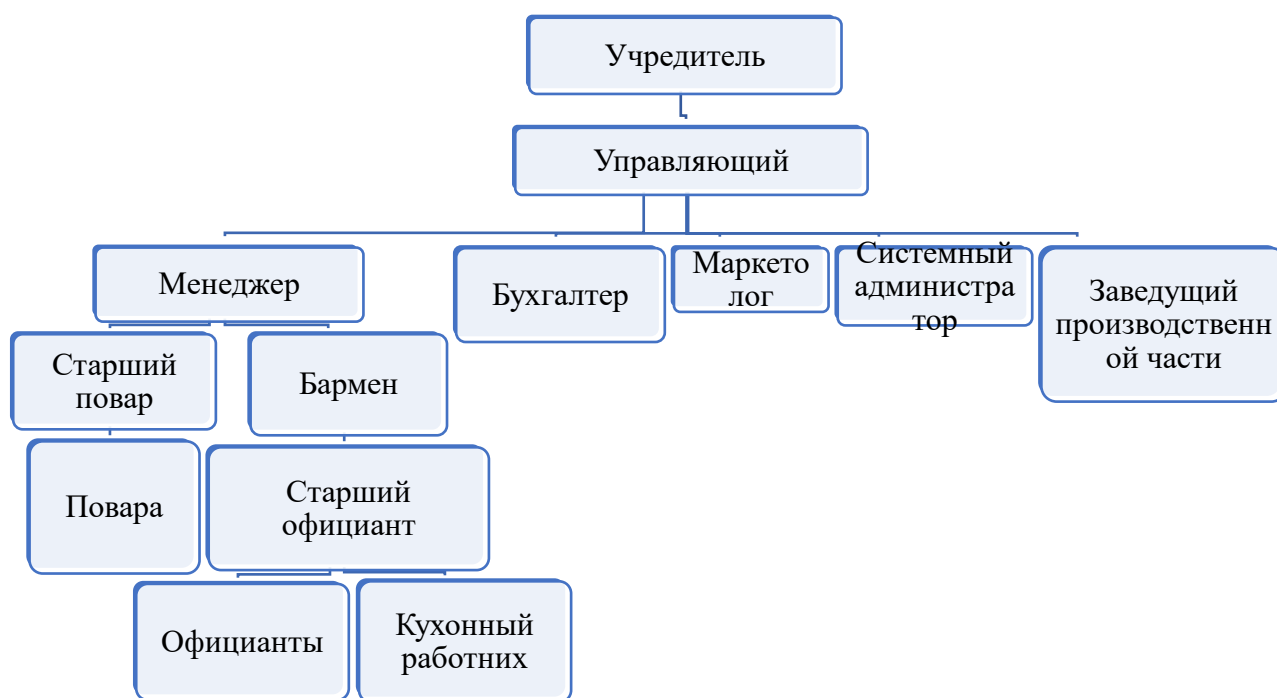 Учредитель
Управляющий
Менеджер
Бухгалтер
Маркето
лог
Системный
администра
тор
Заведущий
производственн
ой части
Старший
повар
Бармен
Повара
Старший
официант
Официанты
Кухонный
работних